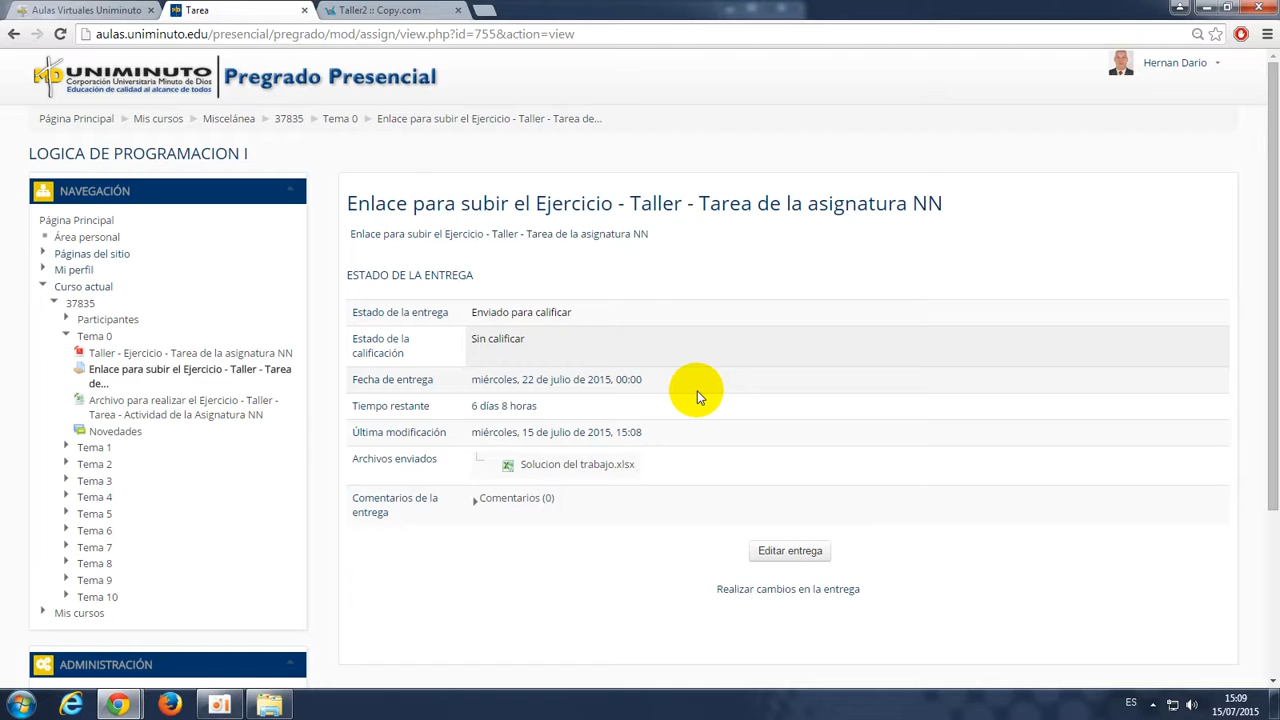 Aulas Virtuales Uniminuto
Tarea
Taller2 :: Copy.com
aulas.uniminuto.edu/presencial/pregrado/mod/assign/view.php?id=755&action=view
UNIMINUTO
Corporación Universitaria Minuto de Dios
Educación de calidad al alcance de todos
Pregrado Presencial
Hernan Dario
Página Principal
Mis cursos
Miscelánea
37835
Tema 0
Enlace para subir el Ejercicio - Taller - Tarea de...
LOGICA DE PROGRAMACION I
NAVEGACIÓN
Página Principal
Área personal
Páginas del sitio
Mi perfil
Curso actual
37835
Participantes
Tema 0
Taller - Ejercicio - Tarea de la asignatura NN
Enlace para subir el Ejercicio - Taller - Tarea
de...
Archivo para realizar el Ejercicio - Taller -
Tarea - Actividad de la Asignatura NN
Novedades
Tema 1
Tema 2
Tema 3
Tema 4
Tema 5
Tema 6
Tema 7
Tema 8
Tema 9
Tema 10
Mis cursos
ADMINISTRACIÓN
Enlace para subir el Ejercicio - Taller - Tarea de la asignatura NN
Enlace para subir el Ejercicio - Taller - Tarea de la asignatura NN
ESTADO DE LA ENTREGA
Estado de la entrega
Enviado para calificar
Estado de la
calificación
Sin calificar
Fecha de entrega
miércoles, 22 de julio de 2015, 00:00
Tiempo restante
6 días 8 horas
Última modificación
miércoles, 15 de julio de 2015, 15:08
Archivos enviados
Solucion del trabajo.xlsx
Comentarios de la
entrega
Comentarios (0)
Editar entrega
Realizar cambios en la entrega
ES
15:09
15/07/2015